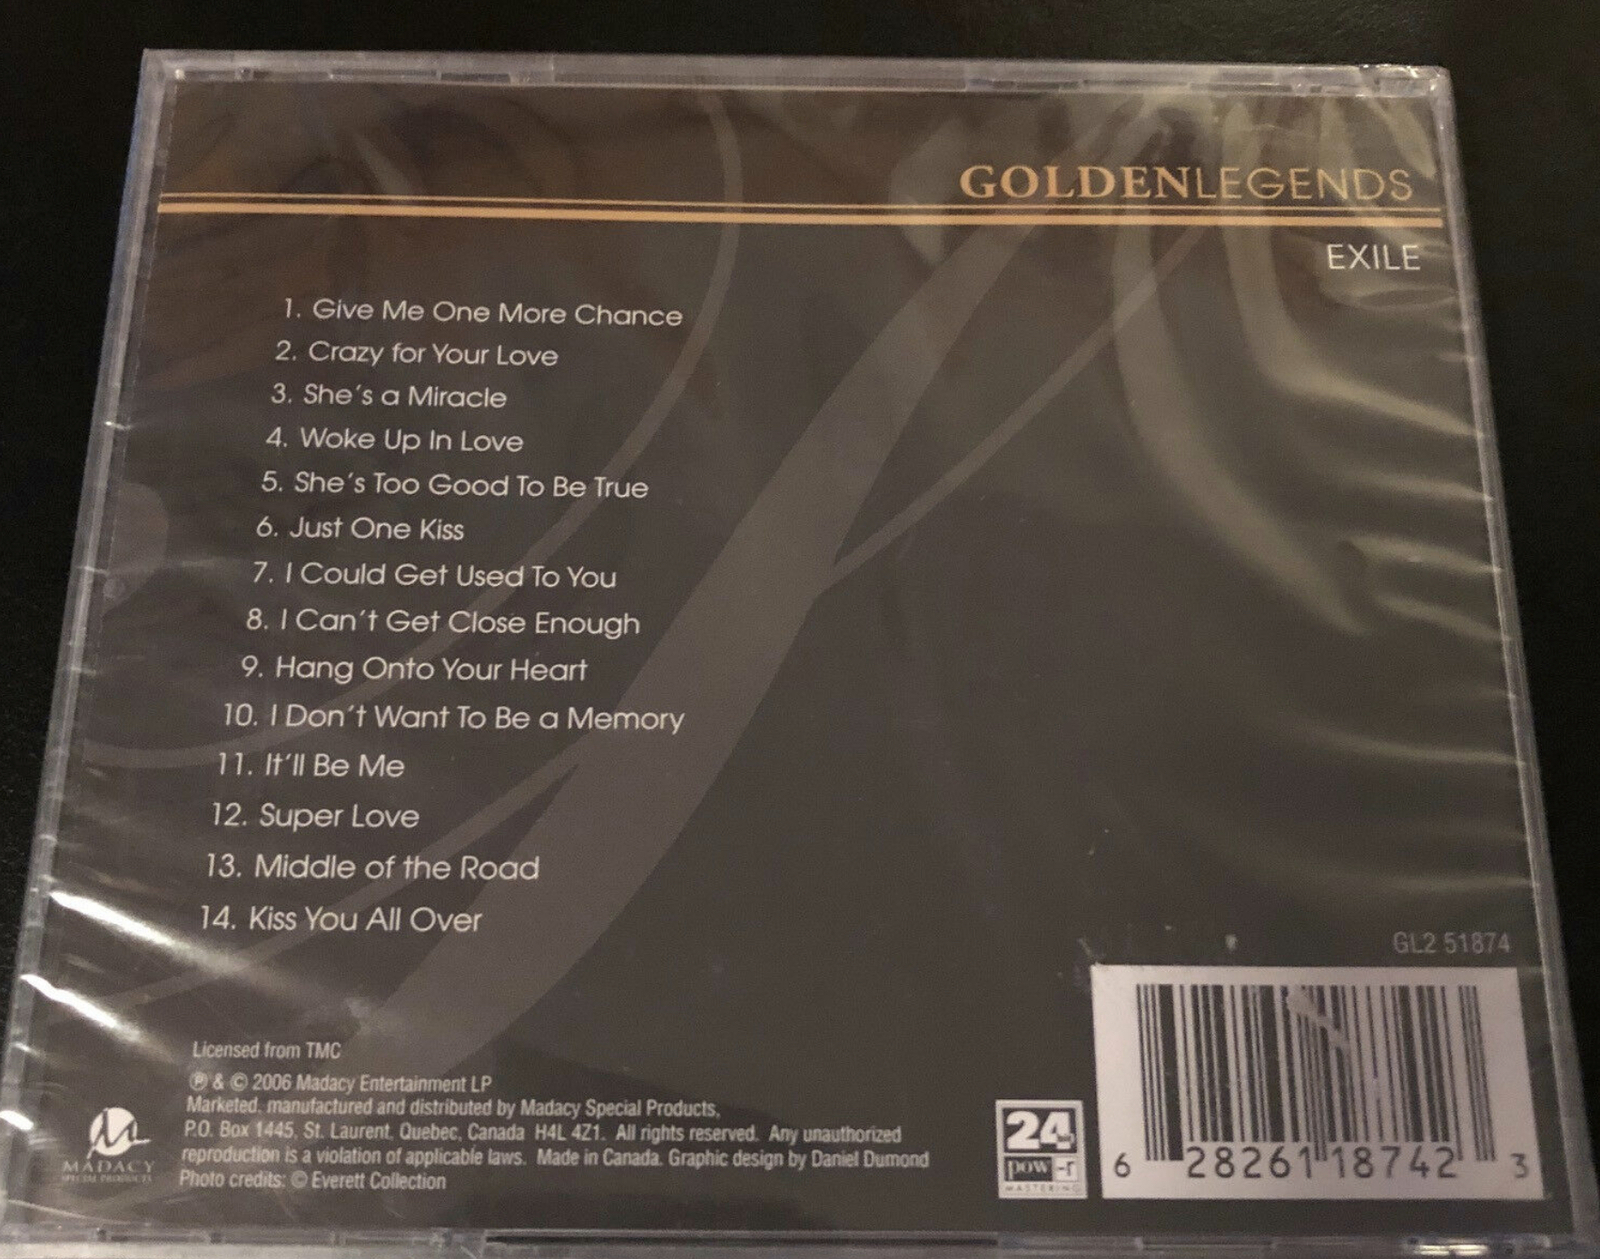 GOLDENLEGENDS
EXILE
1. Give Me One More Chance
2. Crazy for Your Love
3. She's a Miracle
4. Woke Up In Love
5. She's Too Good To Be True
6. Just One Kiss
7. I Could Get Used To You
8. I Can't Get Close Enough
9. Hang Onto Your Heart
10. I Don't Want To Be a Memory
11. It'll Be Me
12. Super Love
13. Middle of the Road
14. Kiss You All Over
GL2 51874
Licensed from TMC
℗ & © 2006 Madacy Entertainment LP
Marketed, manufactured and distributed by Madacy Special Products,
P.O. Box 1445, St. Laurent, Quebec, Canada H4L 4Z1. All rights reserved. Any unauthorized
reproduction is a violation of applicable laws. Made in Canada. Graphic design by Daniel Dumond
Photo credits: © Everett Collection
MADACY
SPECIAL PRODUCTS
24
pow-r
MASTERING
6 28261 18742 3